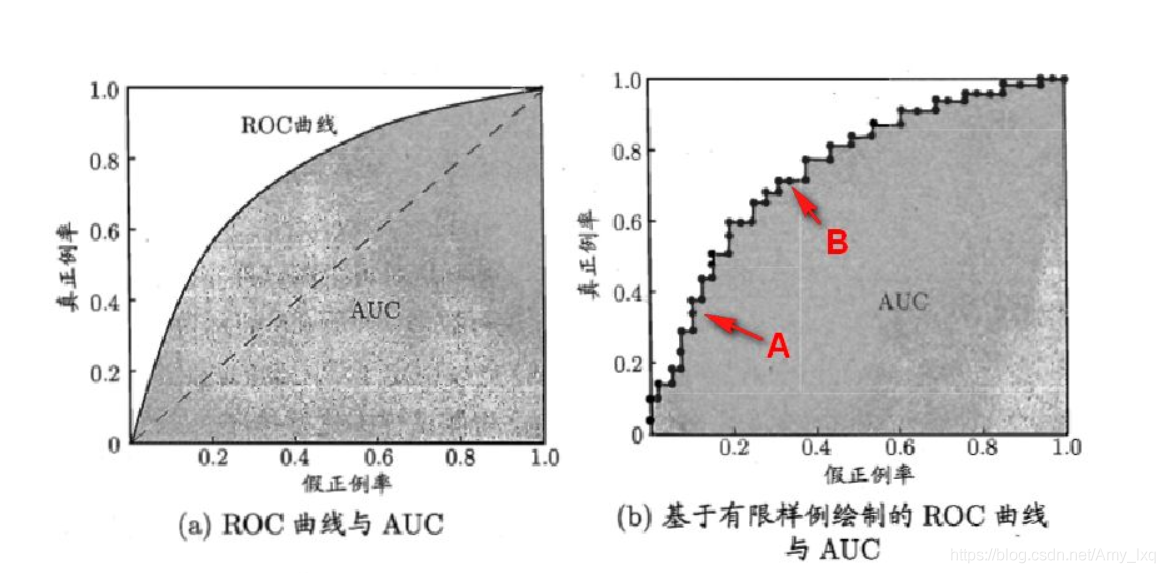 1.0
0.8
0.6
0.4
0.2
0
真正例率
ROC曲线
AUC
0.2 0.4 0.6 0.8 1.0
假正例率
(a) ROC 曲线与 AUC
1.0
0.8
0.6
0.4
0.2
0
真正例率
B
AUC
A
0.2 0.4 0.6 0.8 1.0
假正例率
(b) 基于有限样例绘制的 ROC 曲线
与 AUC
https://blog.csdn.net/Amy_lxq